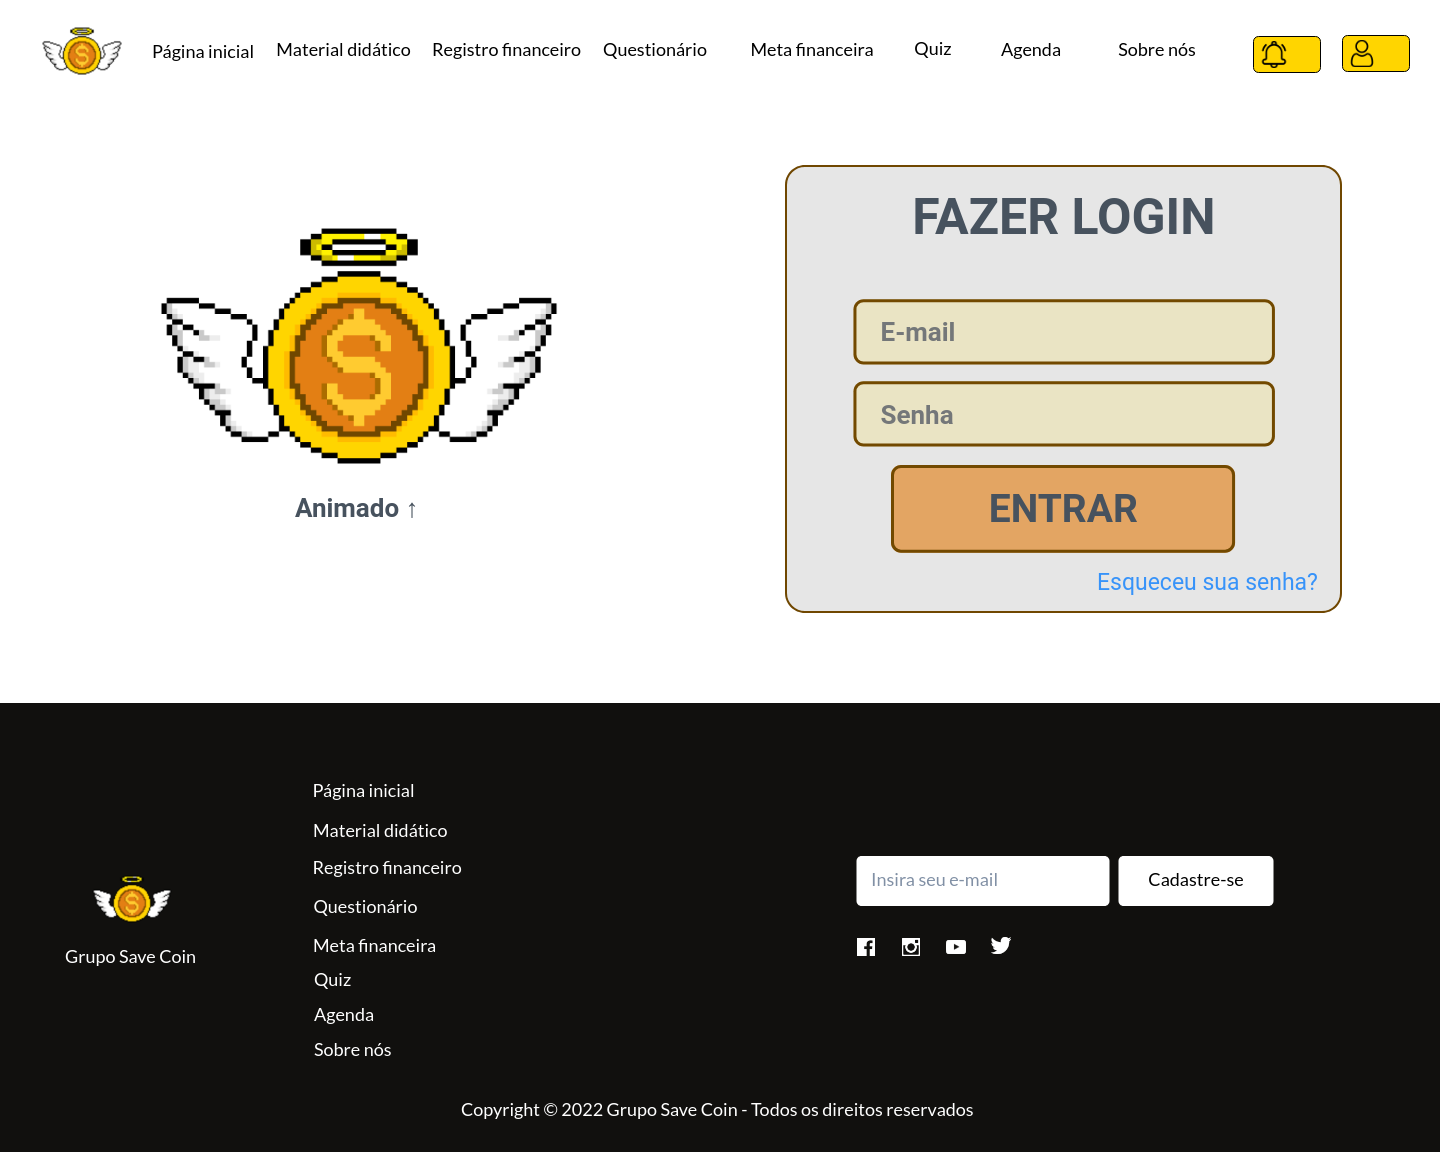 Página inicial Material didático Registro financeiro Questionário Meta financeira Quiz Agenda Sobre nós
$
FAZER LOGIN
E-mail
Senha
ENTRAR
Esqueceu sua senha?
Animado ↑
Página inicial
Material didático
Registro financeiro
Questionário
Meta financeira
Quiz
Agenda
Sobre nós
Grupo Save Coin
Insira seu e-mail Cadastre-se
Copyright © 2022 Grupo Save Coin - Todos os direitos reservados